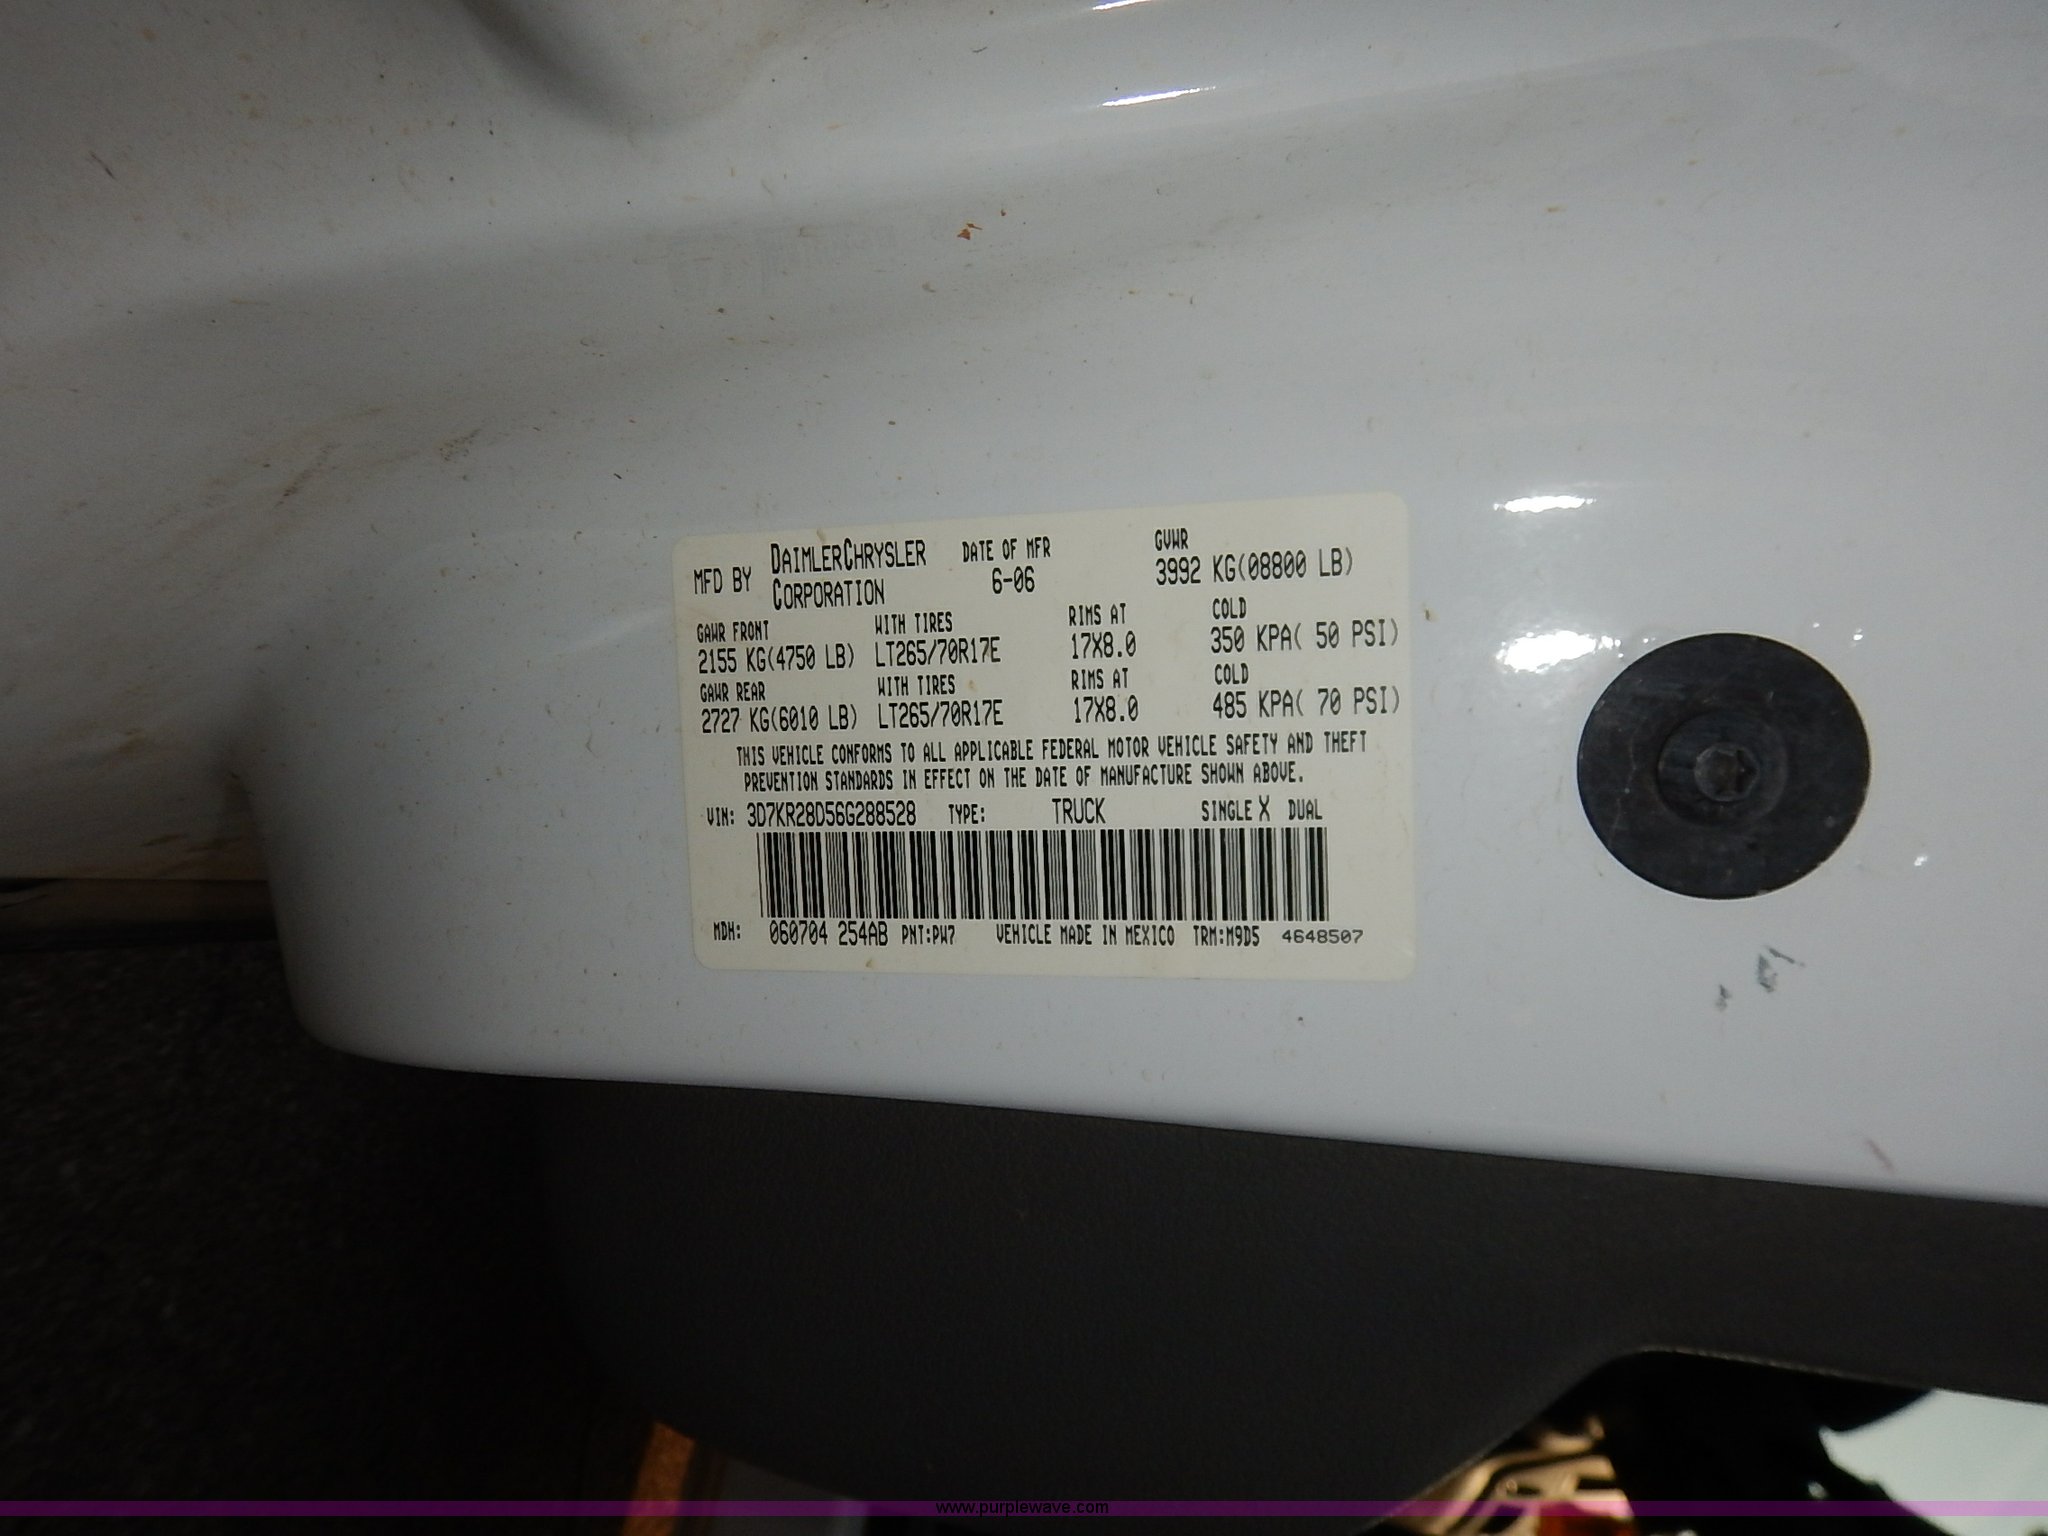 MFD BY DAIMLERCHRYSLER CORPORATION DATE OF MFR 6-06 GVWR 3992 KG(08800 LB)
GAWR FRONT WITH TIRES RIMS AT COLD
2155 KG(4750 LB) LT265/70R17E 17X8.0 350 KPA( 50 PSI)
GAWR REAR WITH TIRES RIMS AT COLD
2727 KG(6010 LB) LT265/70R17E 17X8.0 485 KPA( 70 PSI)
THIS VEHICLE CONFORMS TO ALL APPLICABLE FEDERAL MOTOR VEHICLE SAFETY AND THEFT
PREVENTION STANDARDS IN EFFECT ON THE DATE OF MANUFACTURE SHOWN ABOVE.
VIN: 3D7KR28D56G288528 TYPE: TRUCK SINGLE X DUAL
MDH: 060704 254AB PNT:PW7 VEHICLE MADE IN MEXICO TRM:M9D5 4648507
www.purplewave.com